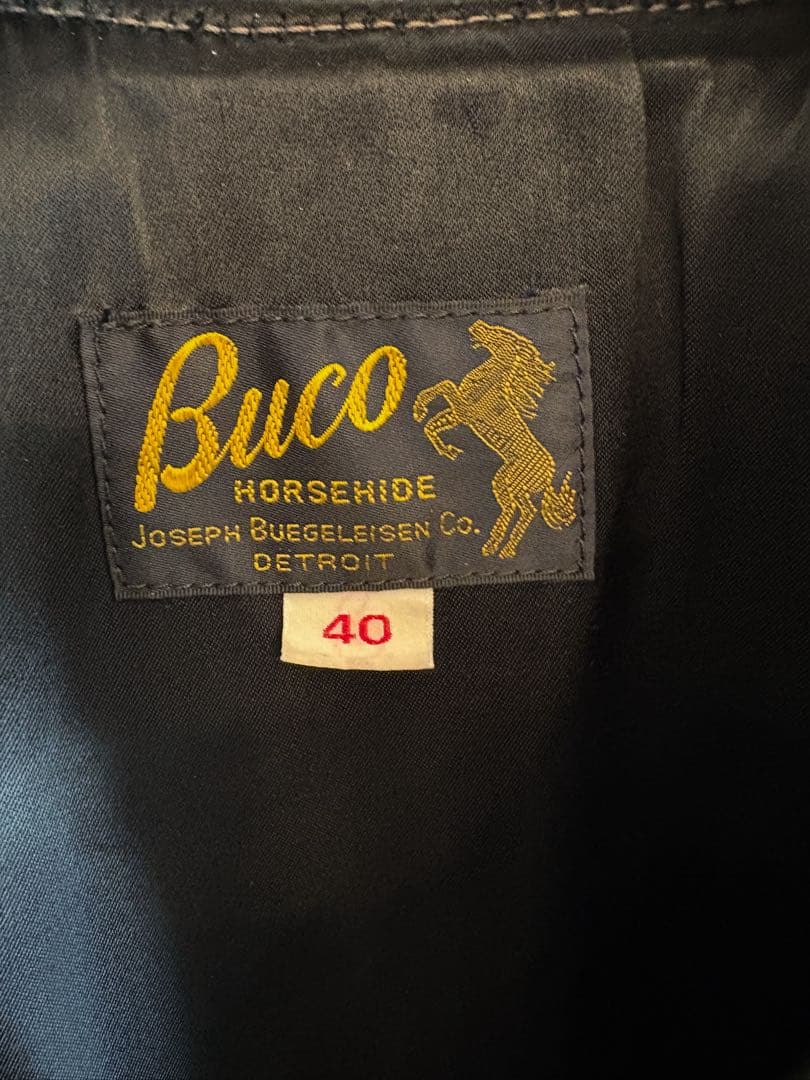 Buco
HORSEHIDE
JOSEPH BUEGELEISEN CO.
DETROIT
40